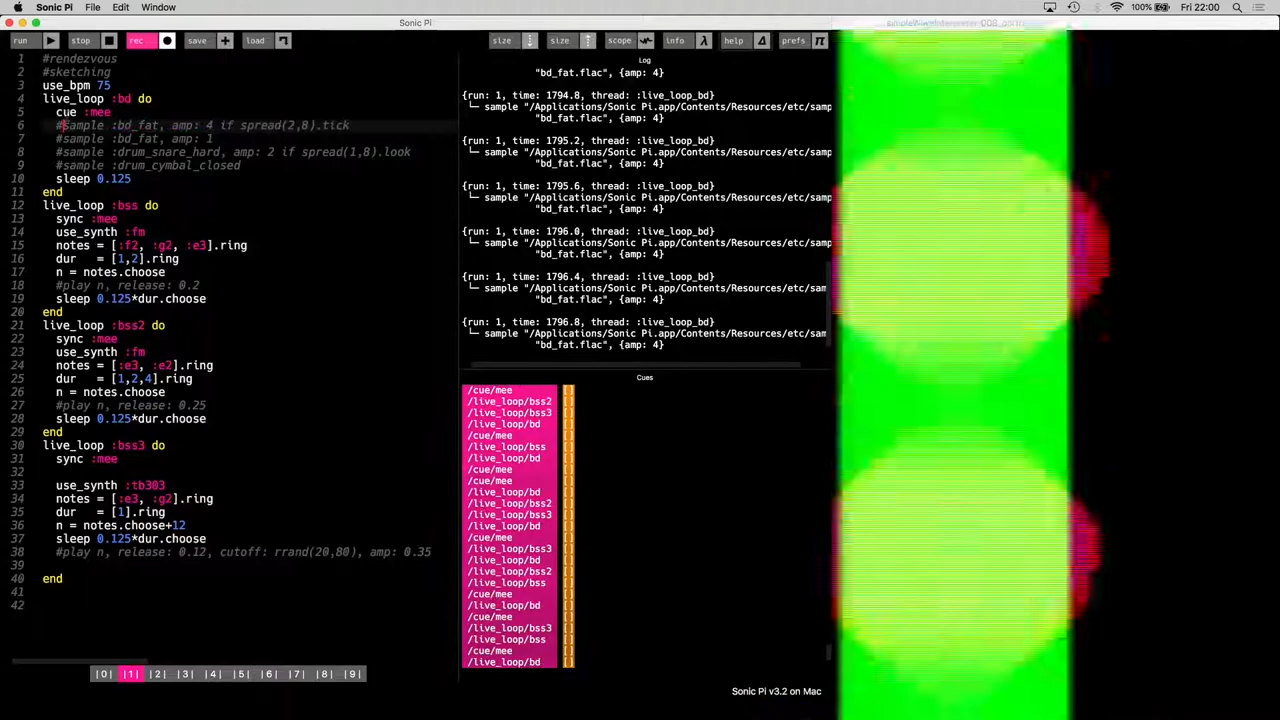 Sonic Pi File Edit Window
100% Fri 22:00
Sonic Pi
run stop rec save load size size scope info help prefs
1 #rendezvous
2 #sketching
3 use_bpm 75
4 live_loop :bd do
5 cue :mee
6 #sample :bd_fat, amp: 4 if spread(2,8).tick
7 #sample :bd_fat, amp: 1
8 #sample :drum_snare_hard, amp: 2 if spread(1,8).look
9 #sample :drum_cymbal_closed
10 sleep 0.125
11 end
12 live_loop :bss do
13 sync :mee
14 use_synth :fm
15 notes = [:f2, :g2, :e3].ring
16 dur = [1,2].ring
17 n = notes.choose
18 #play n, release: 0.2
19 sleep 0.125*dur.choose
20 end
21 live_loop :bss2 do
22 sync :mee
23 use_synth :fm
24 notes = [:e3, :e2].ring
25 dur = [1,2,4].ring
26 n = notes.choose
27 #play n, release: 0.25
28 sleep 0.125*dur.choose
29 end
30 live_loop :bss3 do
31 sync :mee
32
33 use_synth :tb303
34 notes = [:e3, :g2].ring
35 dur = [1].ring
36 n = notes.choose+12
37 sleep 0.125*dur.choose
38 #play n, release: 0.12, cutoff: rrand(20,80), amp: 0.35
39
40 end
41
42
|0| |1| |2| |3| |4| |5| |6| |7| |8| |9|
Log
"bd_fat.flac", {amp: 4}
{run: 1, time: 1794.8, thread: :live_loop_bd}
└─ sample "/Applications/Sonic Pi.app/Contents/Resources/etc/samp
"bd_fat.flac", {amp: 4}
{run: 1, time: 1795.2, thread: :live_loop_bd}
└─ sample "/Applications/Sonic Pi.app/Contents/Resources/etc/samp
"bd_fat.flac", {amp: 4}
{run: 1, time: 1795.6, thread: :live_loop_bd}
└─ sample "/Applications/Sonic Pi.app/Contents/Resources/etc/samp
"bd_fat.flac", {amp: 4}
{run: 1, time: 1796.0, thread: :live_loop_bd}
└─ sample "/Applications/Sonic Pi.app/Contents/Resources/etc/samp
"bd_fat.flac", {amp: 4}
{run: 1, time: 1796.4, thread: :live_loop_bd}
└─ sample "/Applications/Sonic Pi.app/Contents/Resources/etc/samp
"bd_fat.flac", {amp: 4}
{run: 1, time: 1796.8, thread: :live_loop_bd}
└─ sample "/Applications/Sonic Pi.app/Contents/Resources/etc/samp
"bd_fat.flac", {amp: 4}
Cues
/cue/mee []
/live_loop/bss2 []
/live_loop/bss3 []
/live_loop/bd []
/cue/mee []
/live_loop/bss []
/live_loop/bd []
/cue/mee []
/cue/mee []
/live_loop/bd []
/live_loop/bss2 []
/live_loop/bss3 []
/live_loop/bd []
/cue/mee []
/live_loop/bss3 []
/live_loop/bd []
/live_loop/bss2 []
/live_loop/bss []
/cue/mee []
/live_loop/bd []
/cue/mee []
/live_loop/bss3 []
/live_loop/bss []
/cue/mee []
/live_loop/bd []
Sonic Pi v3.2 on Mac